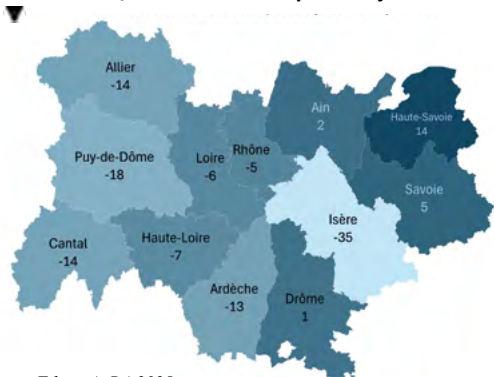 Allier
-14
Ain
2
Haute-Savoie
14
Puy-de-Dôme
-18
Loire
-6
Rhône
-5
Savoie
5
Isère
-35
Cantal
-14
Haute-Loire
-7
Ardèche
-13
Drôme
1